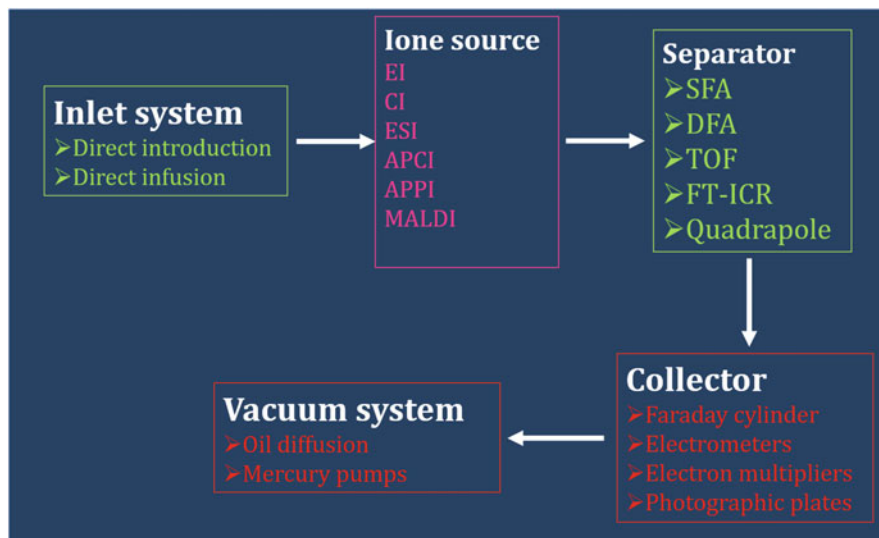 Inlet system
➢Direct introduction
➢Direct infusion
Ione source
EI
CI
ESI
APCI
APPI
MALDI
Separator
➢SFA
➢DFA
➢TOF
➢FT-ICR
➢Quadrapole
Collector
➢Faraday cylinder
➢Electrometers
➢Electron multipliers
➢Photographic plates
Vacuum system
➢Oil diffusion
➢Mercury pumps